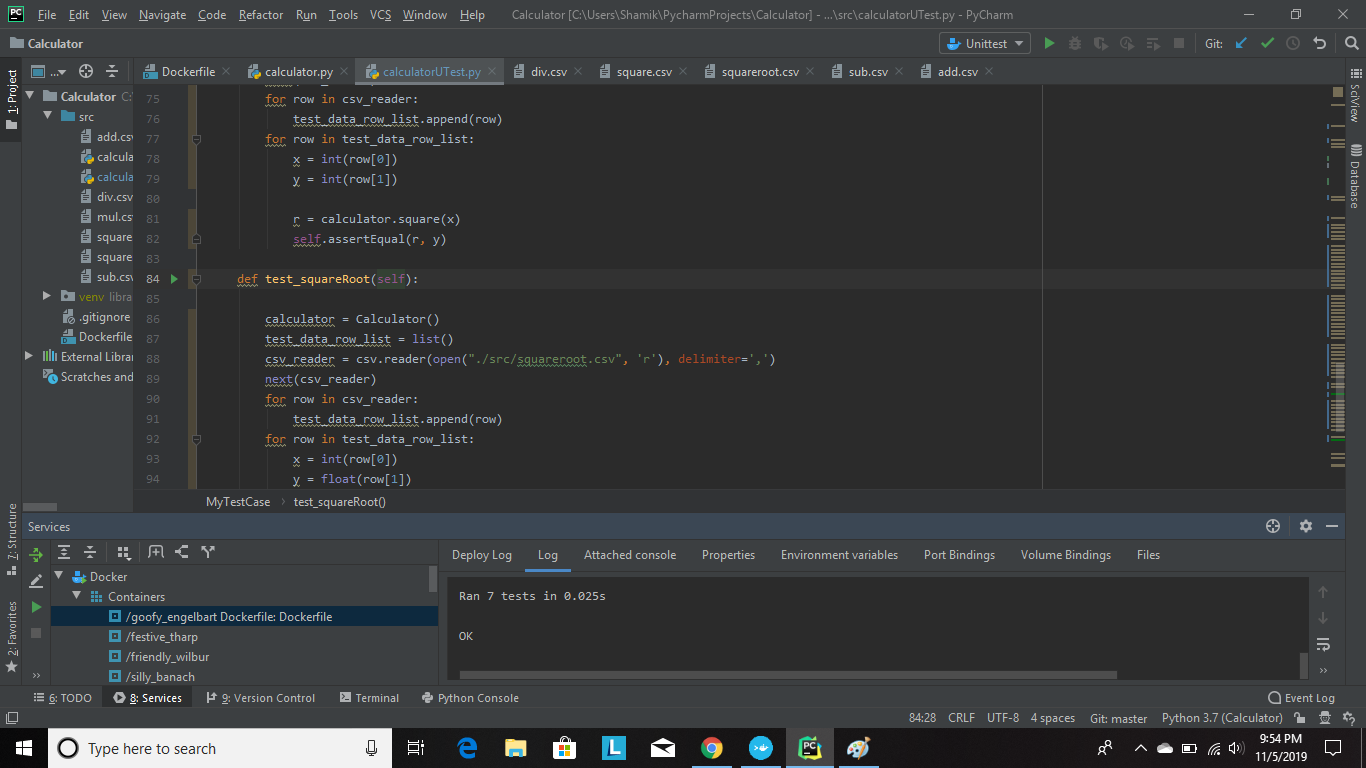 File Edit View Navigate Code Refactor Run Tools VCS Window Help Calculator [C:\Users\Shamik\PycharmProjects\Calculator] - ...\src\calculatorUTest.py - PyCharm
Calculator Unittest Git:
1: Project
... Dockerfile calculator.py calculatorUTest.py div.csv square.csv squareroot.csv sub.csv add.csv
Calculator C:
src
add.csv
calcula
calcula
div.csv
mul.cs
square
square
sub.csv
venv libra
.gitignore
Dockerfile
External Librar
Scratches and
75 for row in csv_reader:
76 test_data_row_list.append(row)
77 for row in test_data_row_list:
78 x = int(row[0])
79 y = int(row[1])
80
81 r = calculator.square(x)
82 self.assertEqual(r, y)
83
84 def test_squareRoot(self):
85
86 calculator = Calculator()
87 test_data_row_list = list()
88 csv_reader = csv.reader(open("./src/squareroot.csv", 'r'), delimiter=',')
89 next(csv_reader)
90 for row in csv_reader:
91 test_data_row_list.append(row)
92 for row in test_data_row_list:
93 x = int(row[0])
94 y = float(row[1])
MyTestCase > test_squareRoot()
SciView
Database
Z: Structure
2: Favorites
Services
Deploy Log Log Attached console Properties Environment variables Port Bindings Volume Bindings Files
Docker
Containers
/goofy_engelbart Dockerfile: Dockerfile
/festive_tharp
/friendly_wilbur
/silly_banach
Ran 7 tests in 0.025s
OK
6: TODO 8: Services 9: Version Control Terminal Python Console Event Log
84:28 CRLF UTF-8 4 spaces Git: master Python 3.7 (Calculator)
Type here to search
9:54 PM
11/5/2019